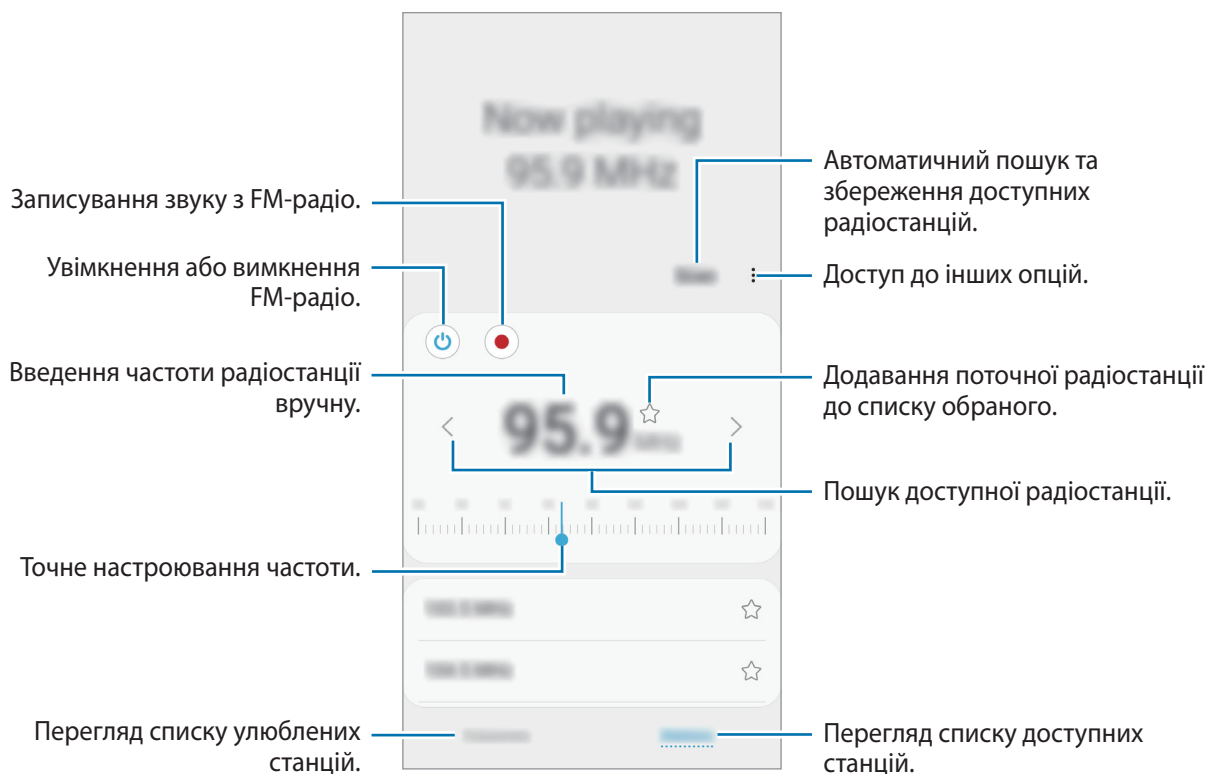 Now playing
95.9 MHz
Записування звуку з FM-радіо.
Автоматичний пошук та
збереження доступних
радіостанцій.
Увімкнення або вимкнення
FM-радіо.
Scan
Доступ до інших опцій.
Введення частоти радіостанції
вручну.
95.9 MHz
Додавання поточної радіостанції
до списку обраного.
Пошук доступної радіостанції.
Точне настроювання частоти.
Перегляд списку улюблених
станцій.
Перегляд списку доступних
станцій.